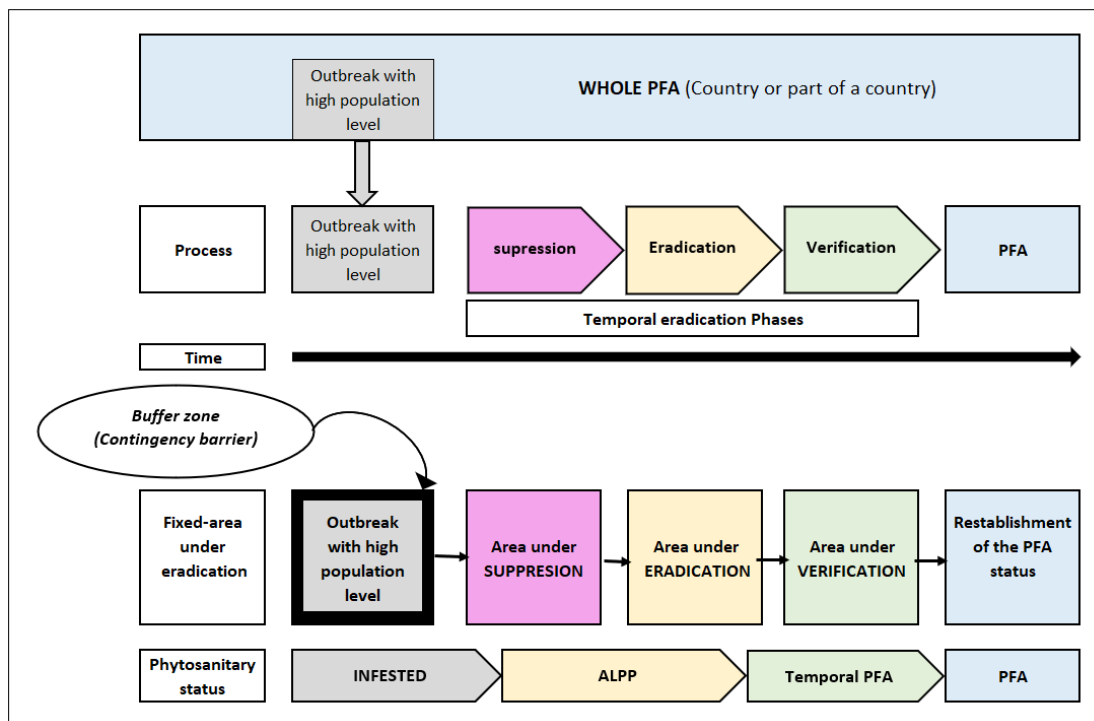 Outbreak with
high population
level
WHOLE PFA (Country or part of a country)
Process
Outbreak with
high population
level
supression
Eradication
Verification
PFA
Temporal eradication Phases
Time
Buffer zone
(Contingency barrier)
Fixed-area
under
eradication
Outbreak
with high
population
level
Area under
SUPPRESION
Area under
ERADICATION
Area under
VERIFICATION
Restablishment
of the PFA
status
Phytosanitary
status
INFESTED
ALPP
Temporal PFA
PFA